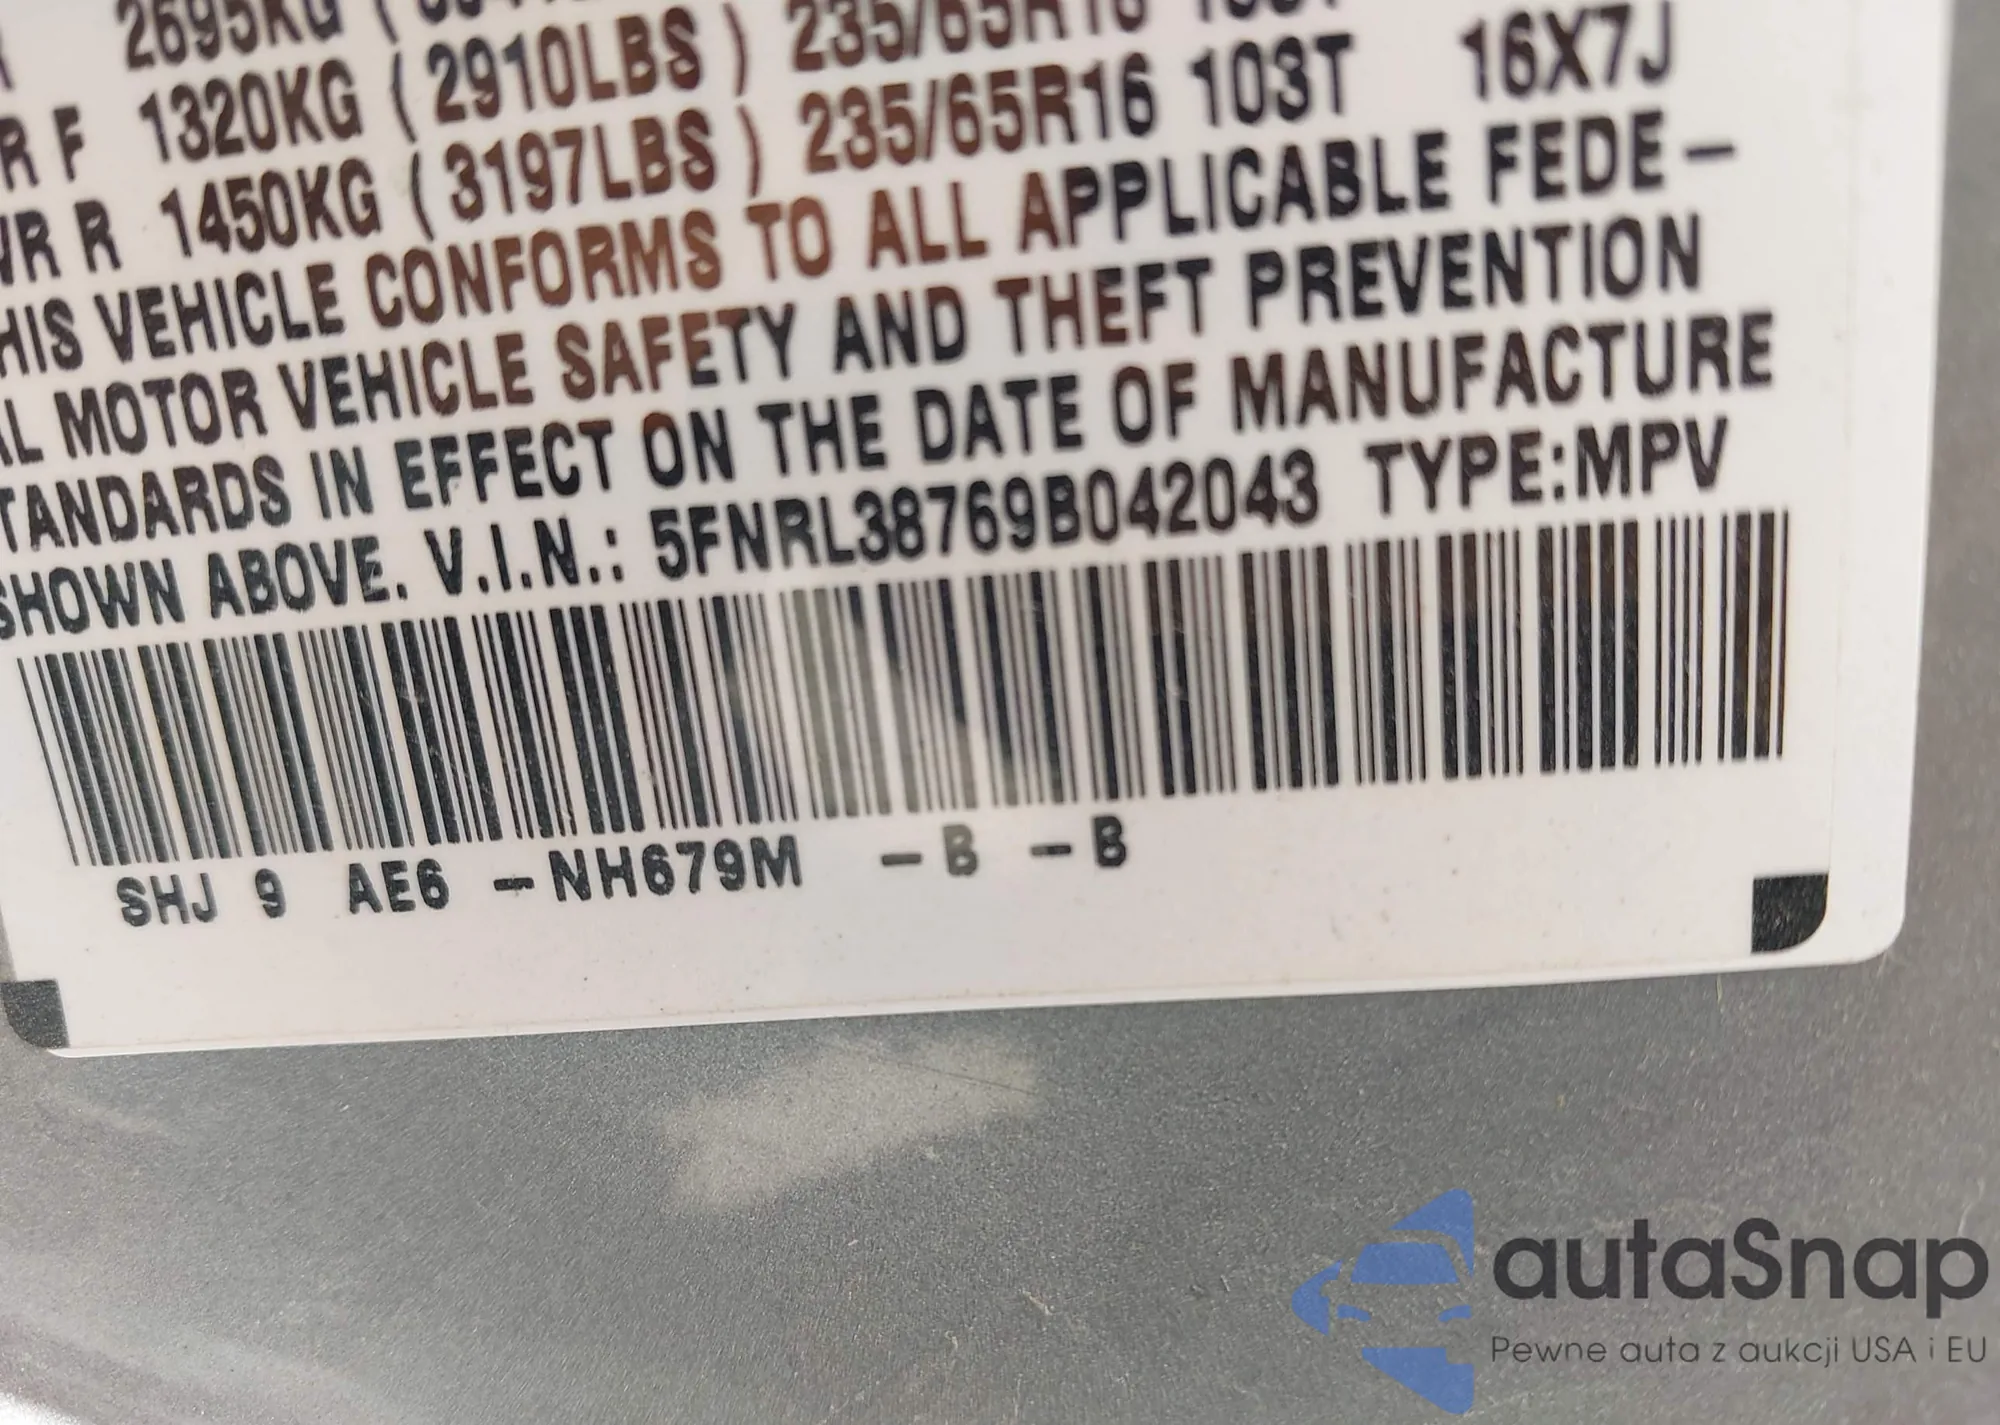 2695KG
R F 1320KG (2910LBS) 235/65R16 103T 16X7J
R R 1450KG (3197LBS) 235/65R16 103T 16X7J
HIS VEHICLE CONFORMS TO ALL APPLICABLE FEDE-
AL MOTOR VEHICLE SAFETY AND THEFT PREVENTION
TANDARDS IN EFFECT ON THE DATE OF MANUFACTURE
SHOWN ABOVE. V.I.N.: 5FNRL38769B042043 TYPE:MPV
SHJ 9 AE6 -NH679M -B -B
autaSnap
Pewne auta z aukcji USA i EU